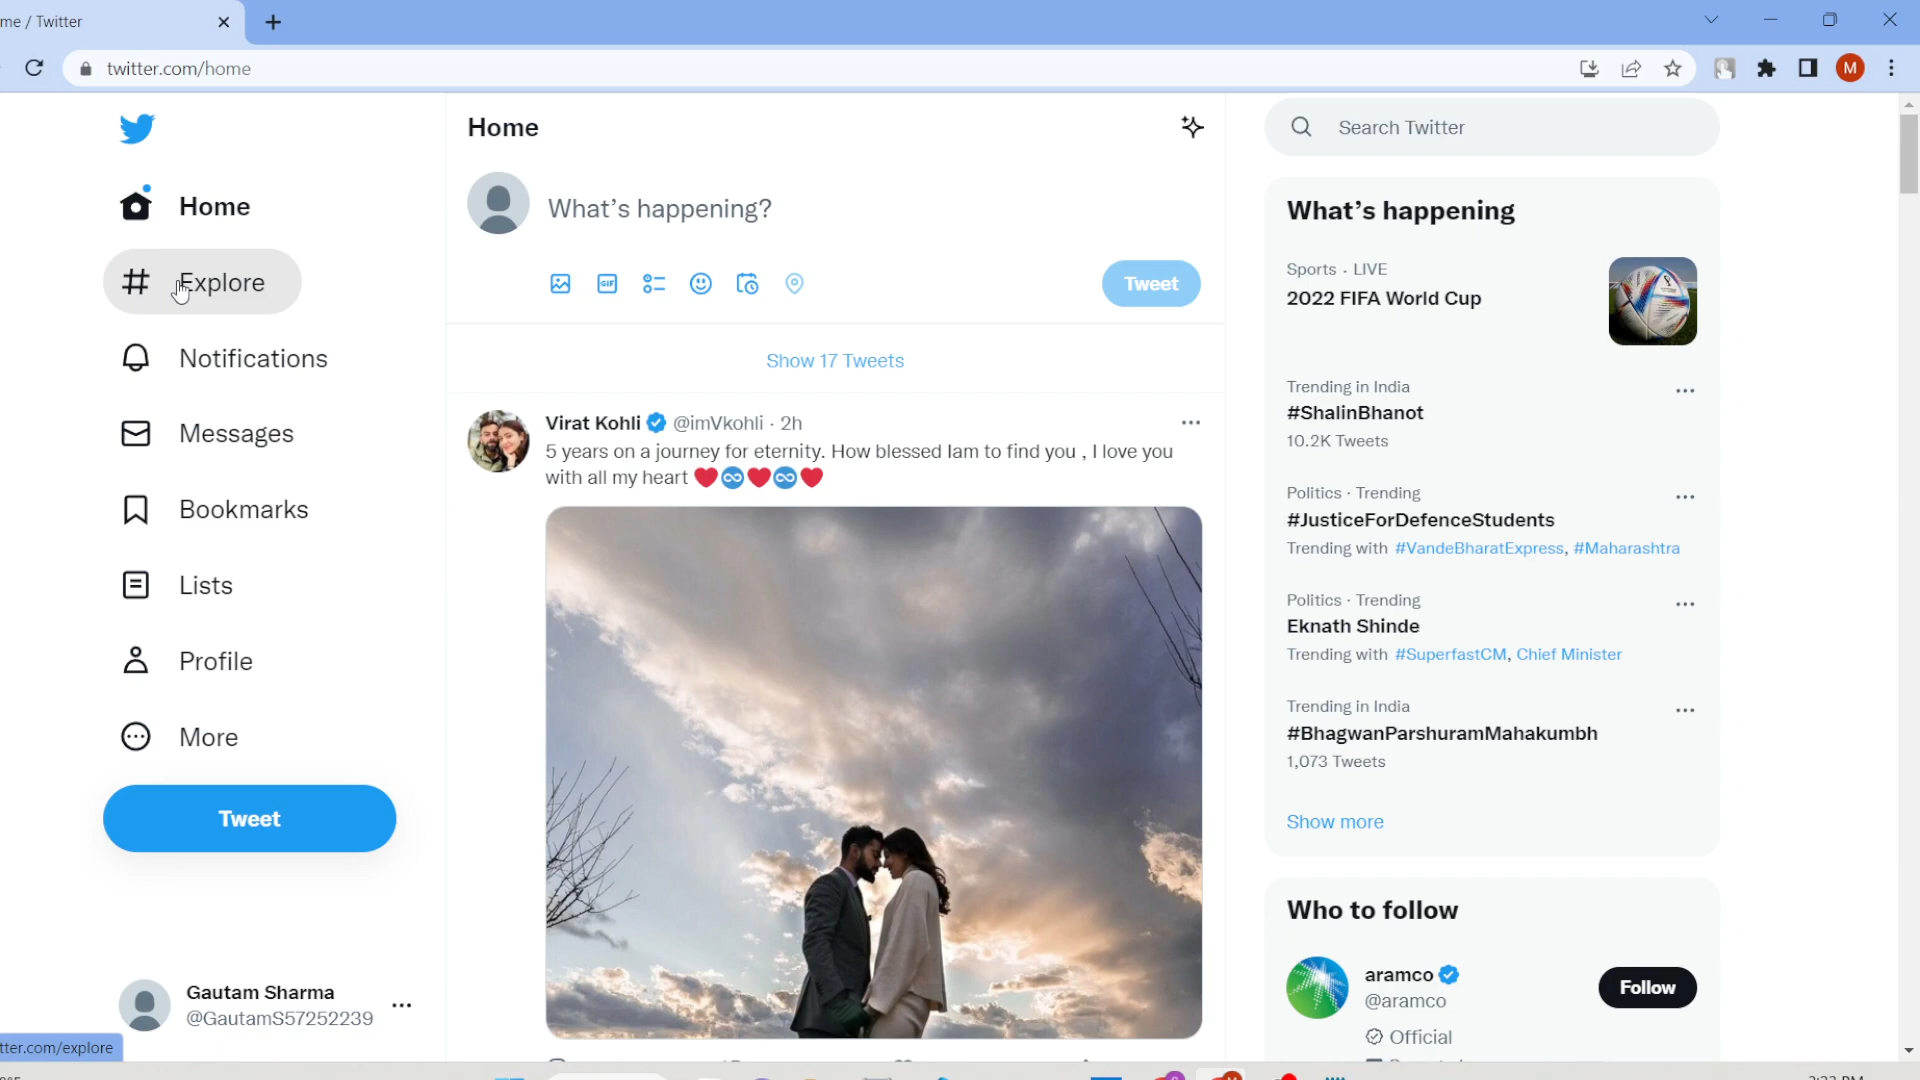 me / Twitter
twitter.com/home
M
Home
Explore
Notifications
Messages
Bookmarks
Lists
Profile
More
Tweet
Gautam Sharma
@GautamS57252239
tter.com/explore
Home
What's happening?
GIF
Tweet
Show 17 Tweets
Virat Kohli @imVkohli · 2h
5 years on a journey for eternity. How blessed Iam to find you , I love you
with all my heart ❤️♾️❤️♾️❤️
Search Twitter
What's happening
Sports · LIVE
2022 FIFA World Cup
Trending in India
#ShalinBhanot
10.2K Tweets
Politics · Trending
#JusticeForDefenceStudents
Trending with #VandeBharatExpress, #Maharashtra
Politics · Trending
Eknath Shinde
Trending with #SuperfastCM, Chief Minister
Trending in India
#BhagwanParshuramMahakumbh
1,073 Tweets
Show more
Who to follow
aramco
@aramco
Follow
Official